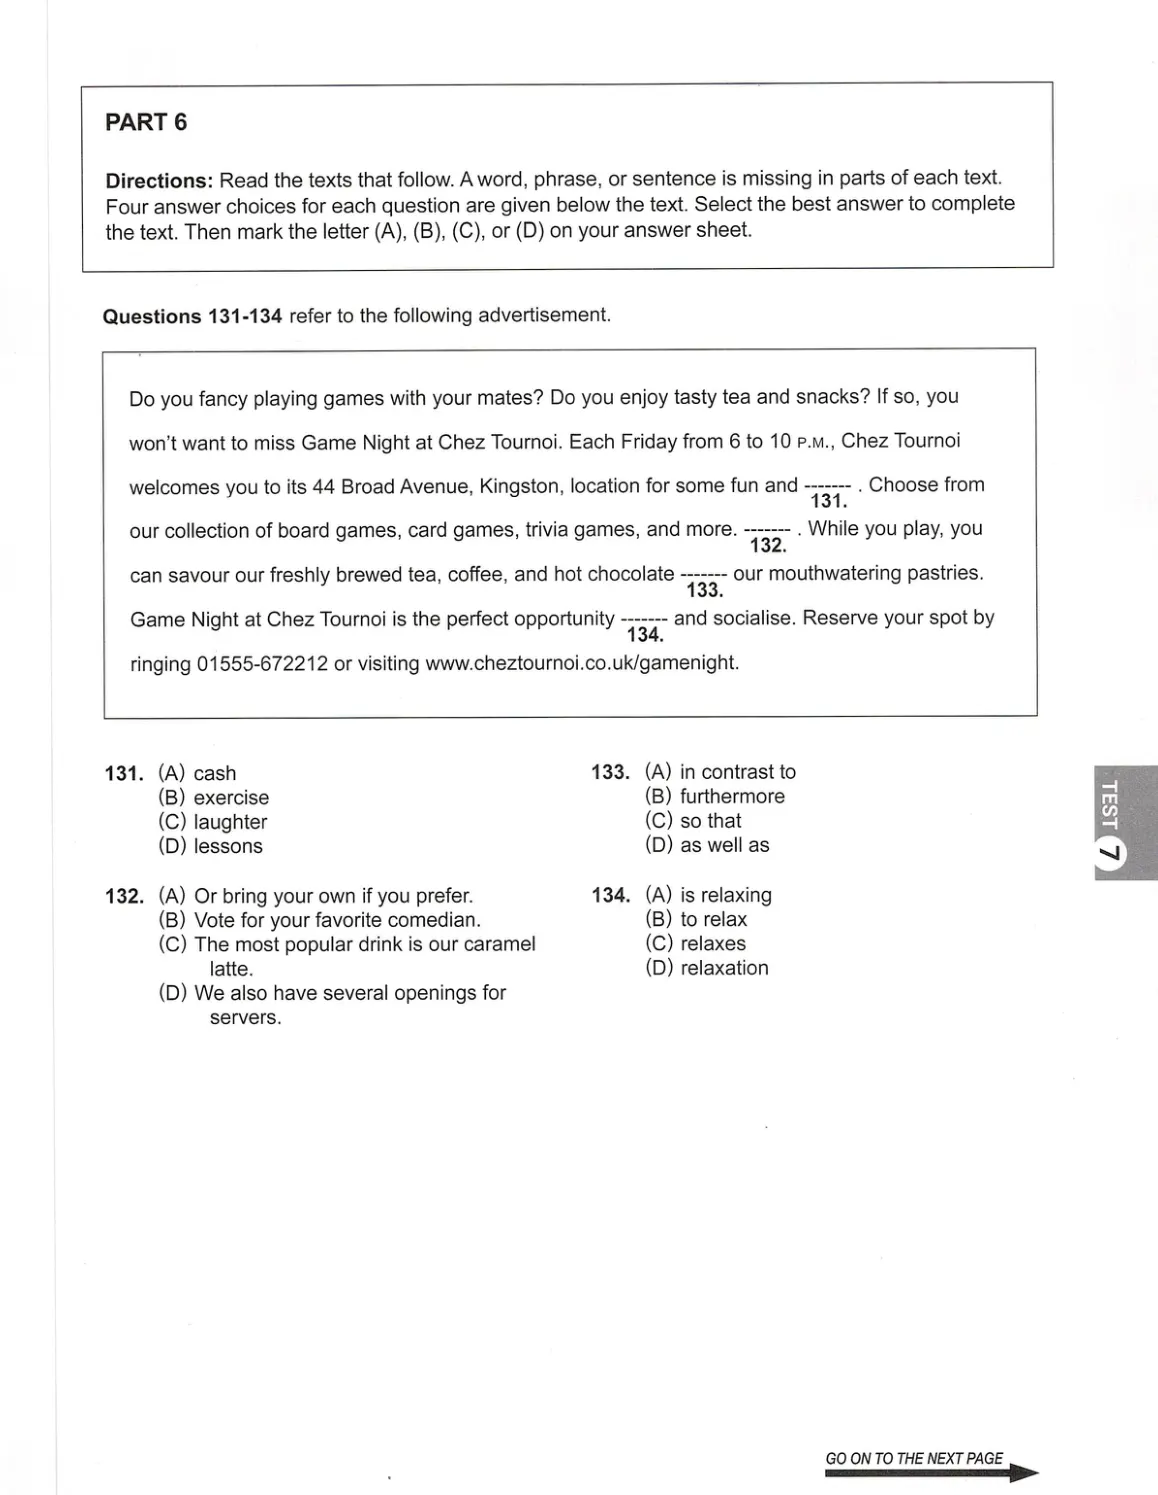 PART 6
Directions: Read the texts that follow. A word, phrase, or sentence is missing in parts of each text.
Four answer choices for each question are given below the text. Select the best answer to complete
the text. Then mark the letter (A), (B), (C), or (D) on your answer sheet.
Questions 131-134 refer to the following advertisement.
Do you fancy playing games with your mates? Do you enjoy tasty tea and snacks? If so, you
won't want to miss Game Night at Chez Tournoi. Each Friday from 6 to 10 P.M., Chez Tournoi
welcomes you to its 44 Broad Avenue, Kingston, location for some fun and ------- . Choose from
131.
our collection of board games, card games, trivia games, and more. ------- . While you play, you
132.
can savour our freshly brewed tea, coffee, and hot chocolate ------- our mouthwatering pastries.
133.
Game Night at Chez Tournoi is the perfect opportunity ------- and socialise. Reserve your spot by
134.
ringing 01555-672212 or visiting www.cheztournoi.co.uk/gamenight.
131. (A) cash
(B) exercise
(C) laughter
(D) lessons
132. (A) Or bring your own if you prefer.
(B) Vote for your favorite comedian.
(C) The most popular drink is our caramel
latte.
(D) We also have several openings for
servers.
133. (A) in contrast to
(B) furthermore
(C) so that
(D) as well as
134. (A) is relaxing
(B) to relax
(C) relaxes
(D) relaxation
TEST 7
GO ON TO THE NEXT PAGE